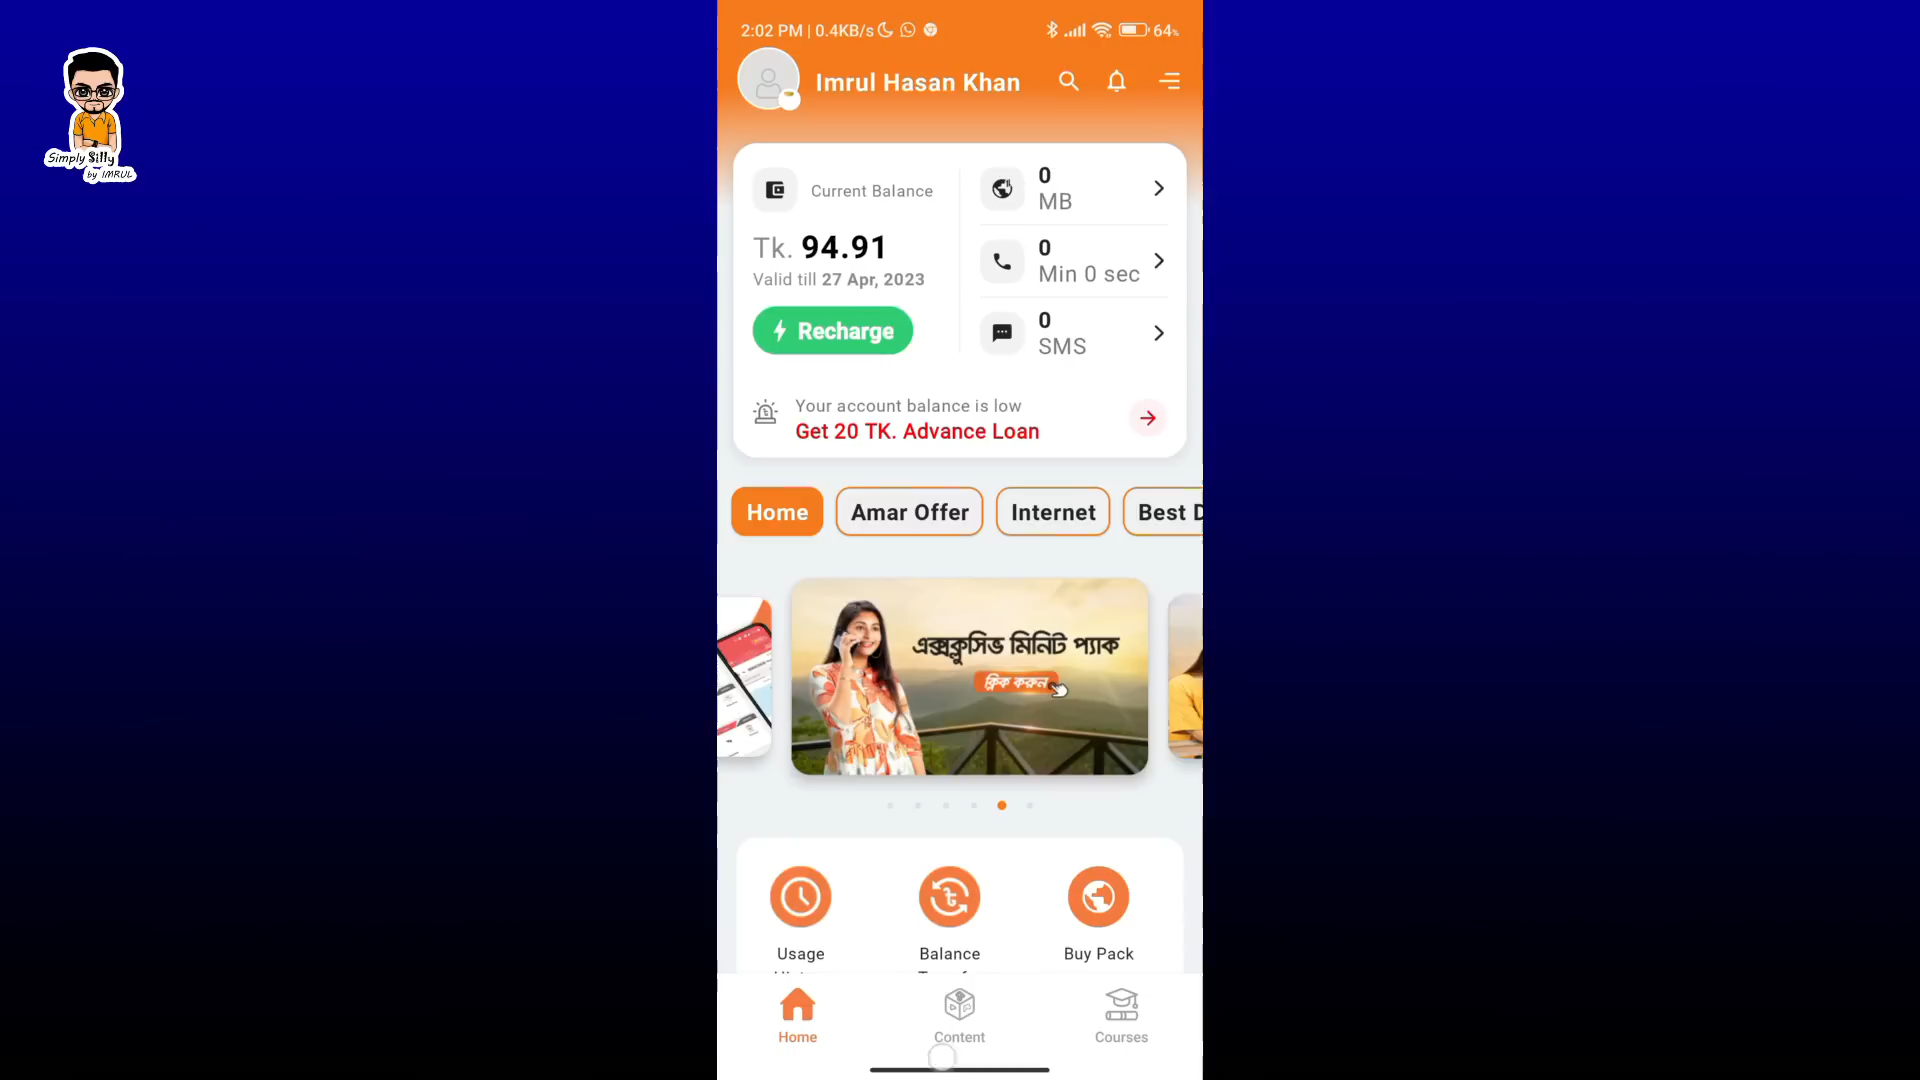 2:02 PM | 0.4KB/s
64%
Simply Silly
by IMRUL
Imrul Hasan Khan
Current Balance
Tk. 94.91
Valid till 27 Apr, 2023
Recharge
0
MB
0
Min 0 sec
0
SMS
Your account balance is low
Get 20 TK. Advance Loan
Home
Amar Offer
Internet
Best D
এক্সক্লুসিভ মিনিট প্যাক
ক্লিক করুন
Usage
Balance
Buy Pack
Home
Content
Courses